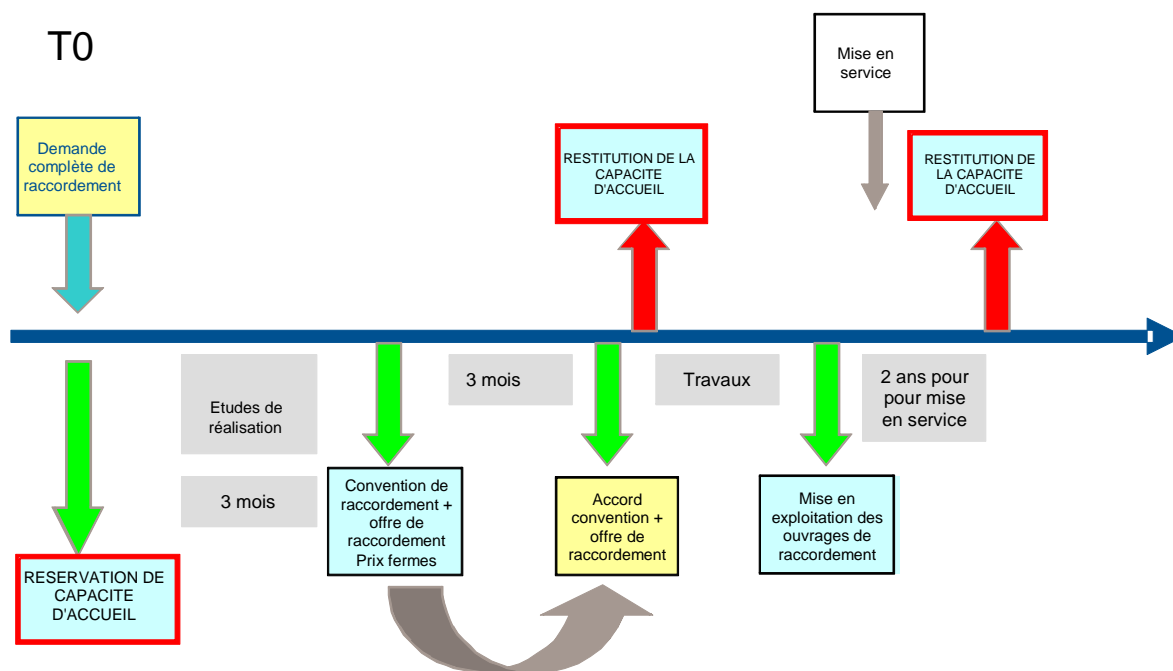 T0
Mise en
service
Demande
complète de
raccordement
RESTITUTION DE LA
CAPACITE
D'ACCUEIL
RESTITUTION DE
LA CAPACITE
D'ACCUEIL
Etudes de
réalisation
3 mois
Travaux
2 ans pour
pour mise
en service
3 mois
Convention de
raccordement +
offre de
raccordement
Prix fermes
Accord
convention +
offre de
raccordement
Mise en
exploitation des
ouvrages de
raccordement
RESERVATION DE
CAPACITE
D'ACCUEIL